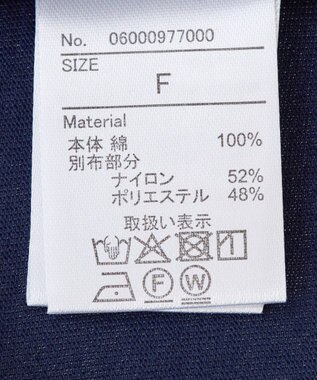 No. 06000977000
SIZE
F
Material
本体 綿 100%
別布部分
ナイロン 52%
ポリエステル 48%
取扱い表示
F W